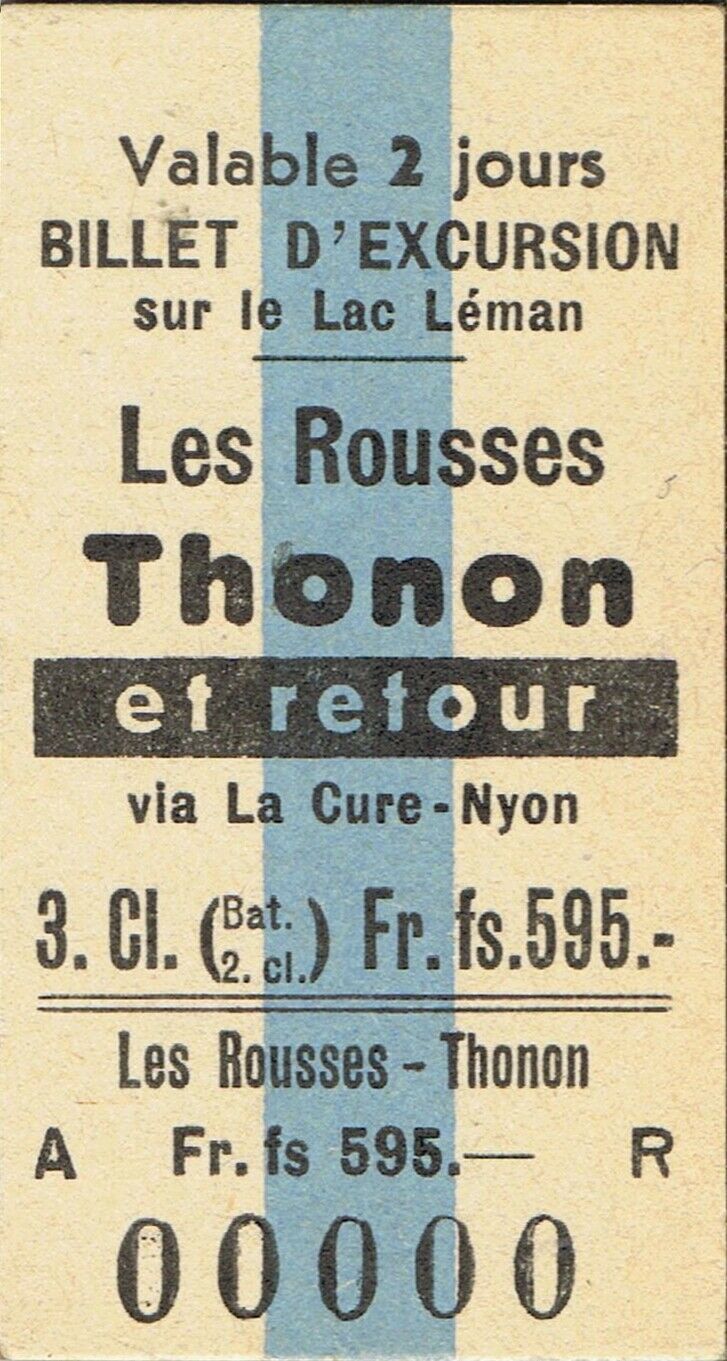 Valable 2 jours
BILLET D'EXCURSION
sur le Lac Léman
Les Rousses
Thonon
et retour
via La Cure-Nyon
3. Cl. (Bat. 2. cl.) Fr. fs. 595.-
Les Rousses - Thonon
A Fr. fs 595.— R
00000